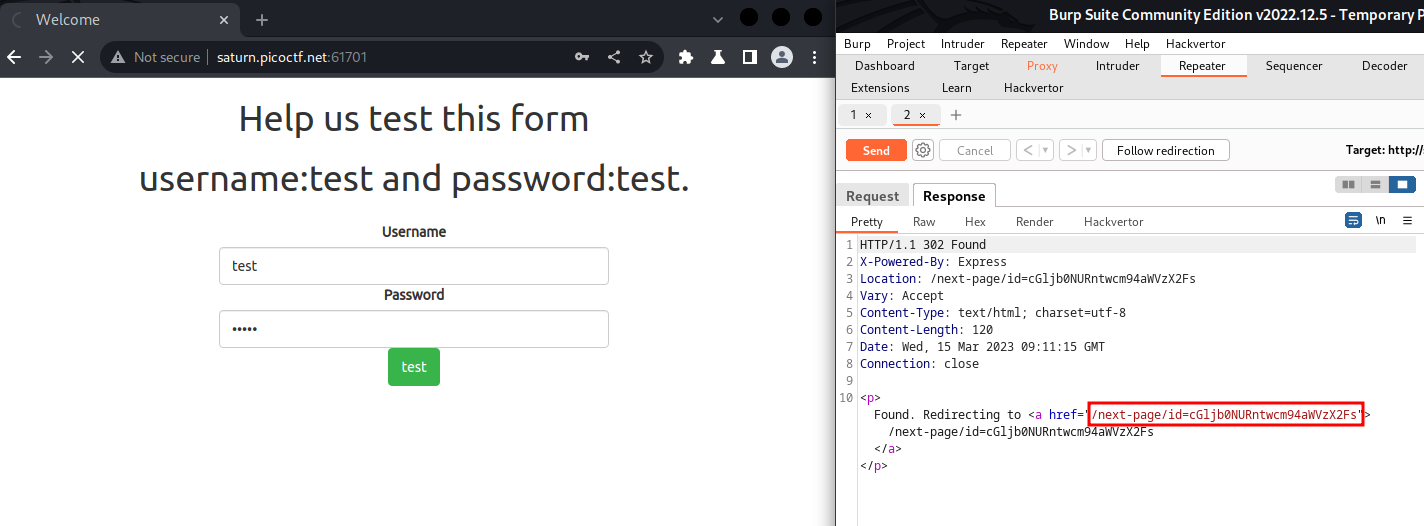 Welcome
Not secure | saturn.picoctf.net:61701
Help us test this form
username:test and password:test.
Username
test
Password
•••••
test
Burp Suite Community Edition v2022.12.5 - Temporary P
Burp Project Intruder Repeater Window Help Hackvertor
Dashboard Target Proxy Intruder Repeater Sequencer Decoder
Extensions Learn Hackvertor
1 × 2 × +
Send Cancel < > Follow redirection Target: http://
Request Response
Pretty Raw Hex Render Hackvertor \n
1 HTTP/1.1 302 Found
2 X-Powered-By: Express
3 Location: /next-page/id=cGljb0NURntwcm94aWVzX2Fs
4 Vary: Accept
5 Content-Type: text/html; charset=utf-8
6 Content-Length: 120
7 Date: Wed, 15 Mar 2023 09:11:15 GMT
8 Connection: close
9
10 <p>
Found. Redirecting to <a href="/next-page/id=cGljb0NURntwcm94aWVzX2Fs">
/next-page/id=cGljb0NURntwcm94aWVzX2Fs
</a>
</p>